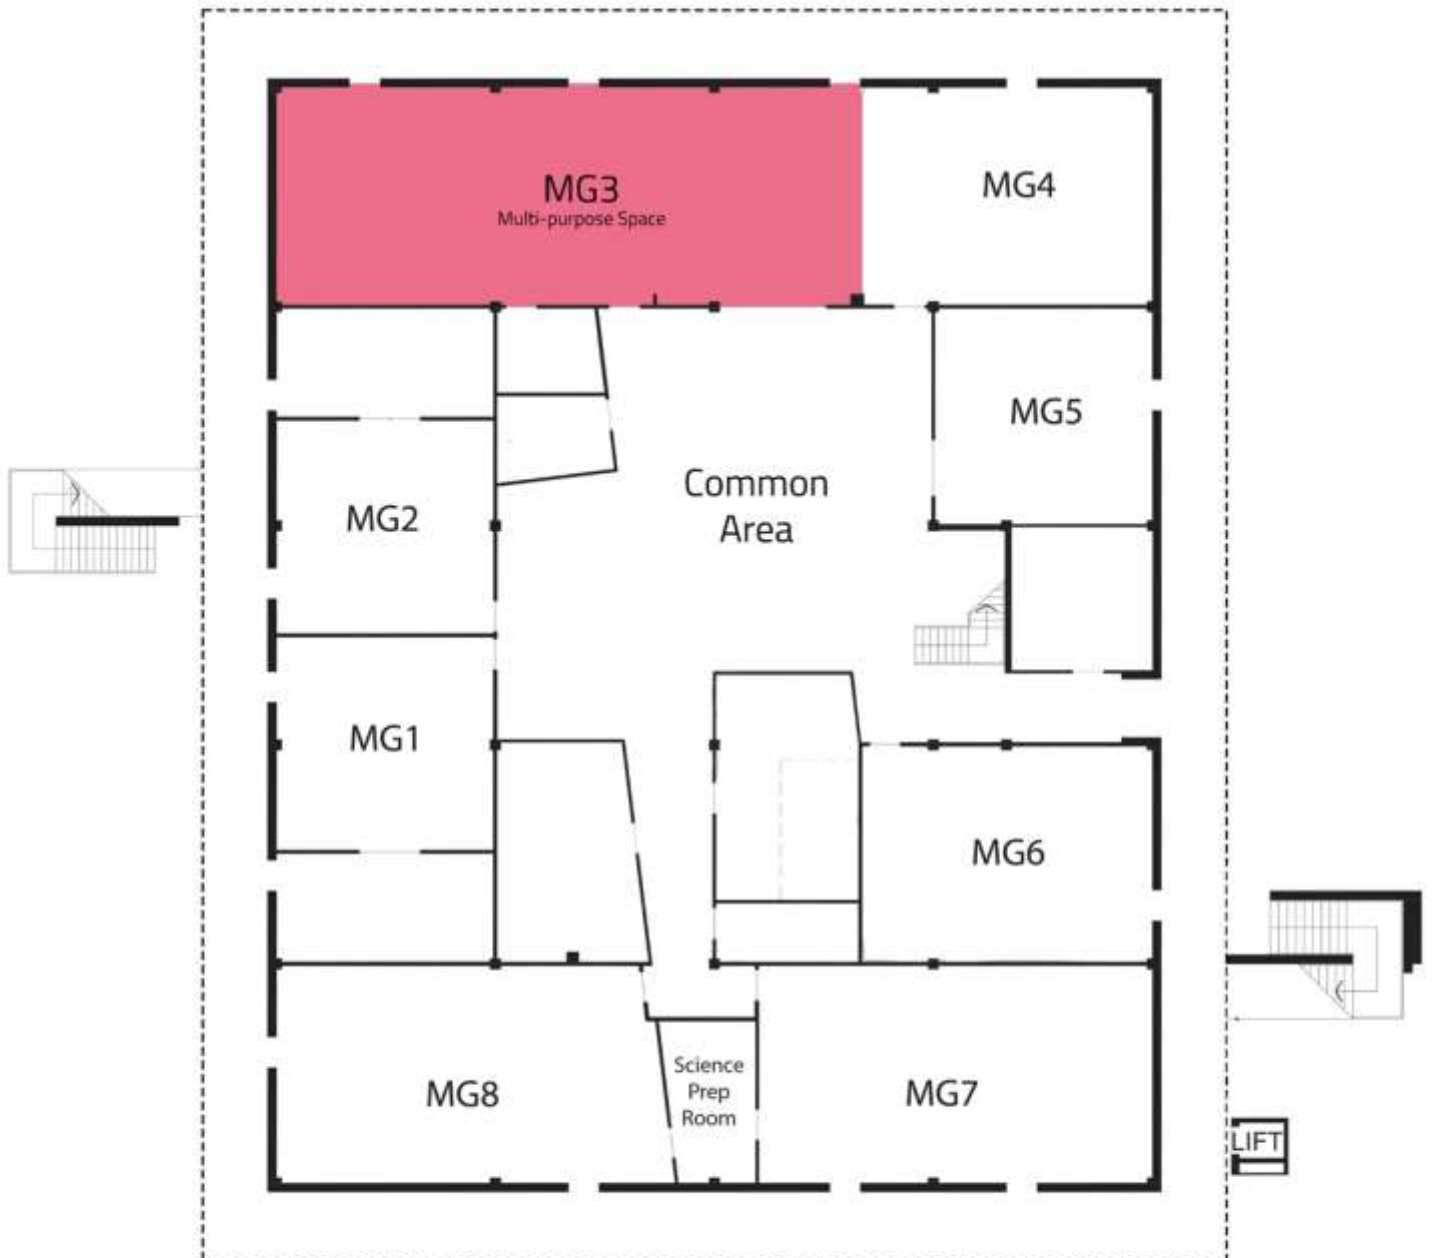 MG3
Multi-purpose Space
MG4
MG5
Common
Area
MG2
MG1
MG6
Science
Prep
Room
MG8
MG7
LIFT